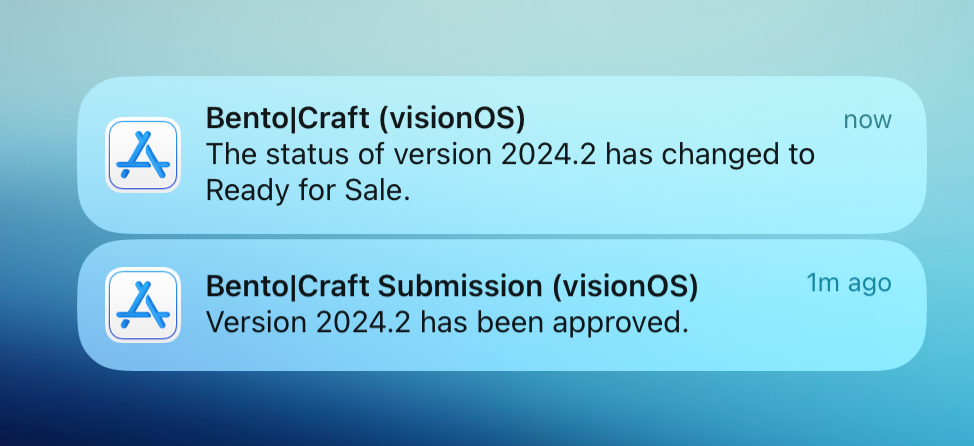 Bento|Craft (visionOS)
now
The status of version 2024.2 has changed to
Ready for Sale.
Bento|Craft Submission (visionOS)
1m ago
Version 2024.2 has been approved.